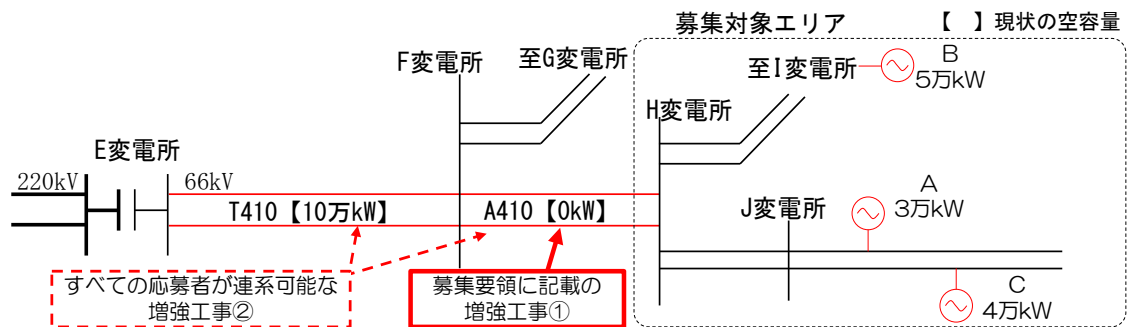 募集対象エリア
【　】現状の空容量
F変電所
至G変電所
至I変電所
B
5万kW
H変電所
E変電所
220kV
66kV
T410【10万kW】
A410【0kW】
J変電所
A
3万kW
すべての応募者が連系可能な
増強工事②
募集要領に記載の
増強工事①
C
4万kW